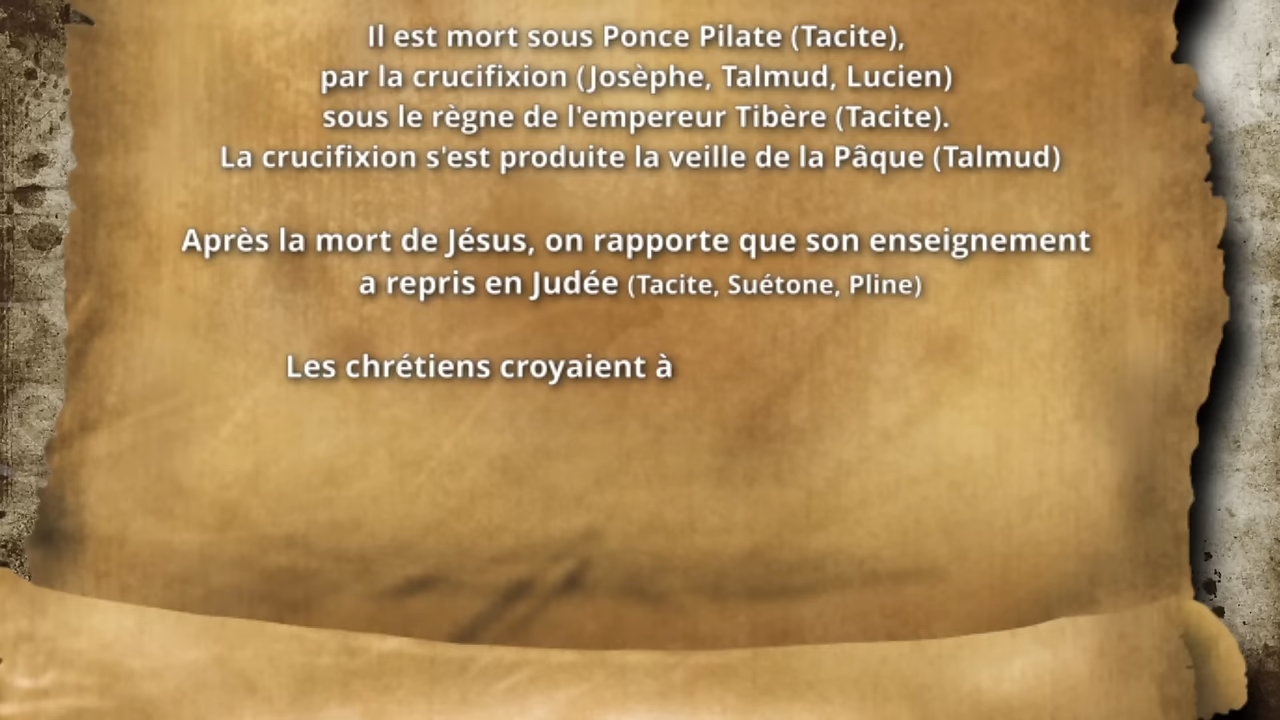 Il est mort sous Ponce Pilate (Tacite),
par la crucifixion (Josèphe, Talmud, Lucien)
sous le règne de l'empereur Tibère (Tacite).
La crucifixion s'est produite la veille de la Pâque (Talmud)
Après la mort de Jésus, on rapporte que son enseignement
a repris en Judée (Tacite, Suétone, Pline)
Les chrétiens croyaient à